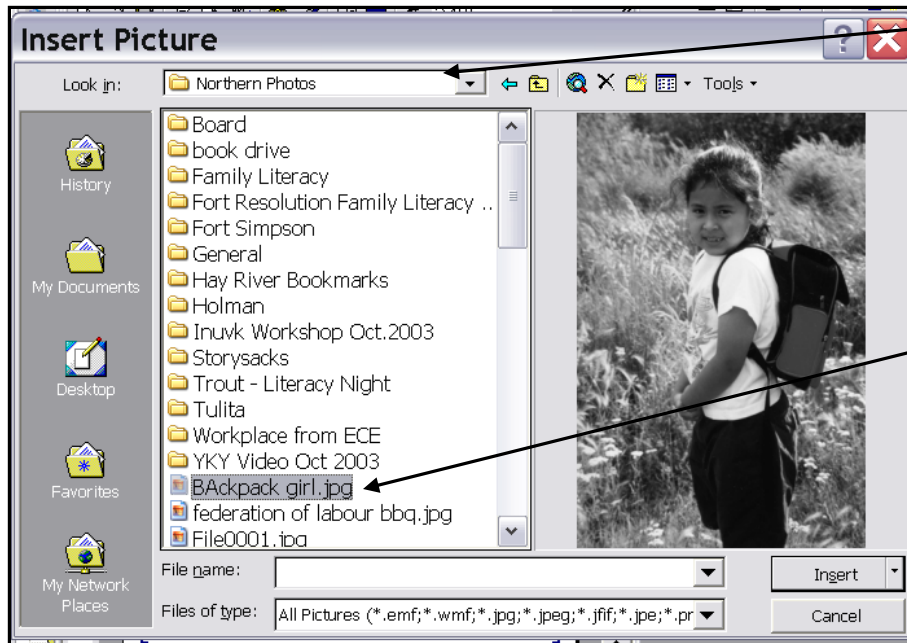 Insert Picture
Look in:
Northern Photos
Tools
History
My Documents
Desktop
Favorites
My Network
Places
Board
book drive
Family Literacy
Fort Resolution Family Literacy ..
Fort Simpson
General
Hay River Bookmarks
Holman
Inuvk Workshop Oct.2003
Storysacks
Trout - Literacy Night
Tulita
Workplace from ECE
YKY Video Oct 2003
BAckpack girl.jpg
federation of labour bbq.jpg
File0001.jpg
File name:
Insert
Files of type:
All Pictures (*.emf;*.wmf;*.jpg;*.jpeg;*.jfif;*.jpe;*.pr
Cancel